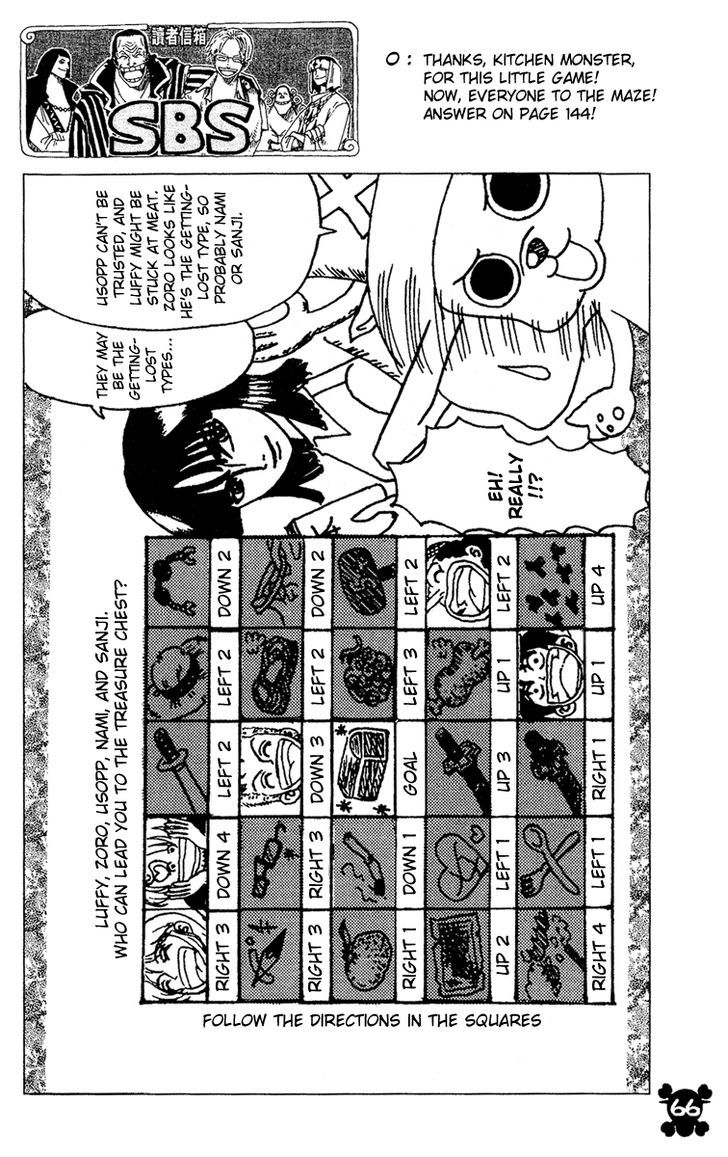 讀者信箱
SBS
O: THANKS, KITCHEN MONSTER,
FOR THIS LITTLE GAME!
NOW, EVERYONE TO THE MAZE!
ANSWER ON PAGE 144!
USOPP CAN'T BE
TRUSTED, AND
LUFFY MIGHT BE
STUCK AT MEAT.
ZORO LOOKS LIKE
HE'S THE GETTING-
LOST TYPE, SO
PROBABLY NAMI
OR SANJI.
THEY MAY
BE THE
GETTING-
LOST
TYPES...
EH!
REALLY
!!?
LUFFY, ZORO, USOPP, NAMI, AND SANJI.
WHO CAN LEAD YOU TO THE TREASURE CHEST?
RIGHT 3 DOWN 4 LEFT 2 LEFT 2 DOWN 2
RIGHT 3 RIGHT 3 DOWN 3 LEFT 2 DOWN 2
RIGHT 1 DOWN 1 GOAL LEFT 3 LEFT 2
UP 2 LEFT 1 UP 3 UP 1 LEFT 2
RIGHT 4 LEFT 1 RIGHT 1 UP 1 UP 4
FOLLOW THE DIRECTIONS IN THE SQUARES
66